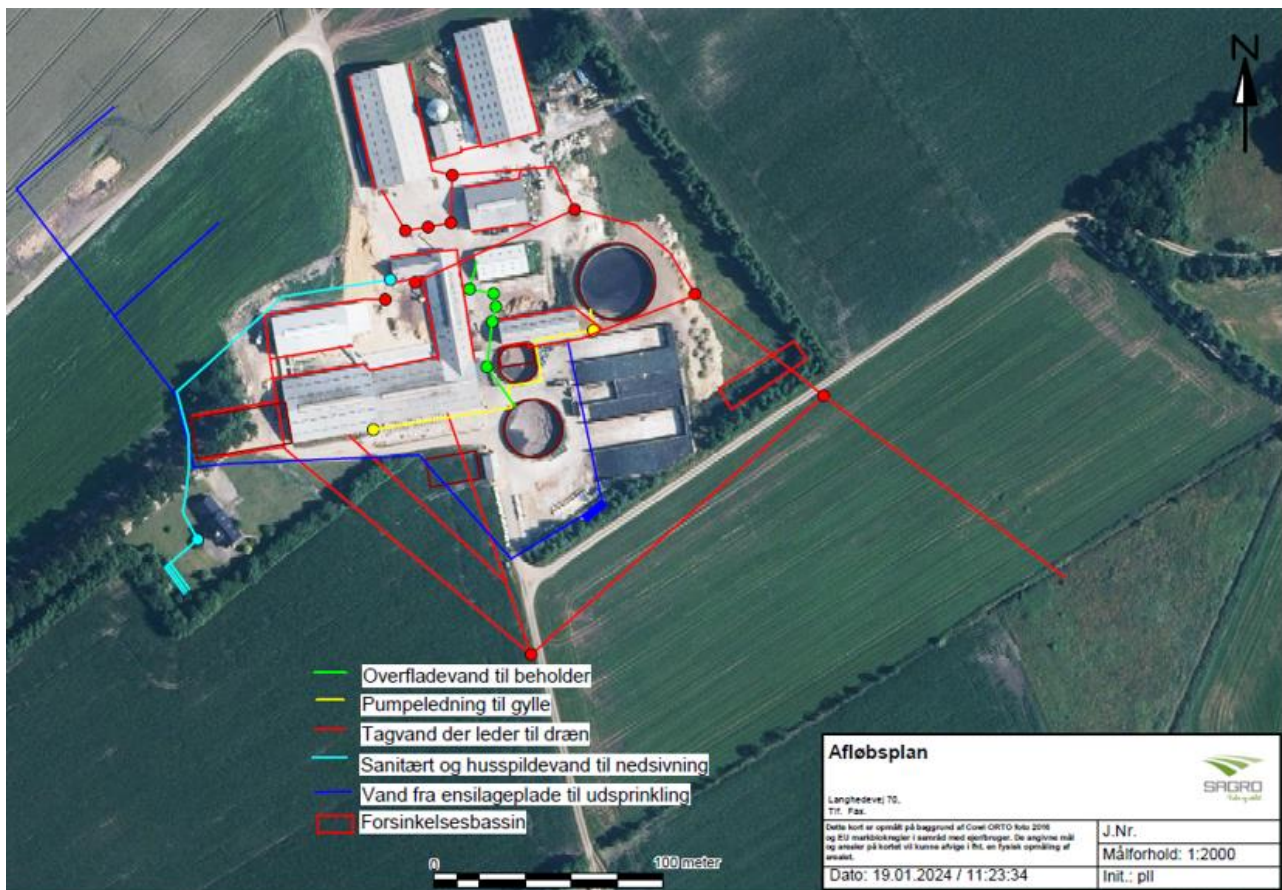 N
Overfladevand til beholder
Pumpeledning til gylle
Tagvand der leder til dræn
Sanitært og husspildevand til nedsivning
Vand fra ensilageplade til udsprinkling
Forsinkelsesbassin
0
100 meter
Afløbsplan
SAGRO
Langhedevej 70,
Tlf. Fax.
Dette kort er opmålt på baggrund af Cowi ORTO foto 2016
og EU markblokregler i samråd med ejer/bruger. De angivne mål
og arealer på kortet vil kunne afvige i fht. en fysisk opmåling af
arealet.
J.Nr.
Målforhold: 1:2000
Dato: 19.01.2024 / 11:23:34
Init.: pll